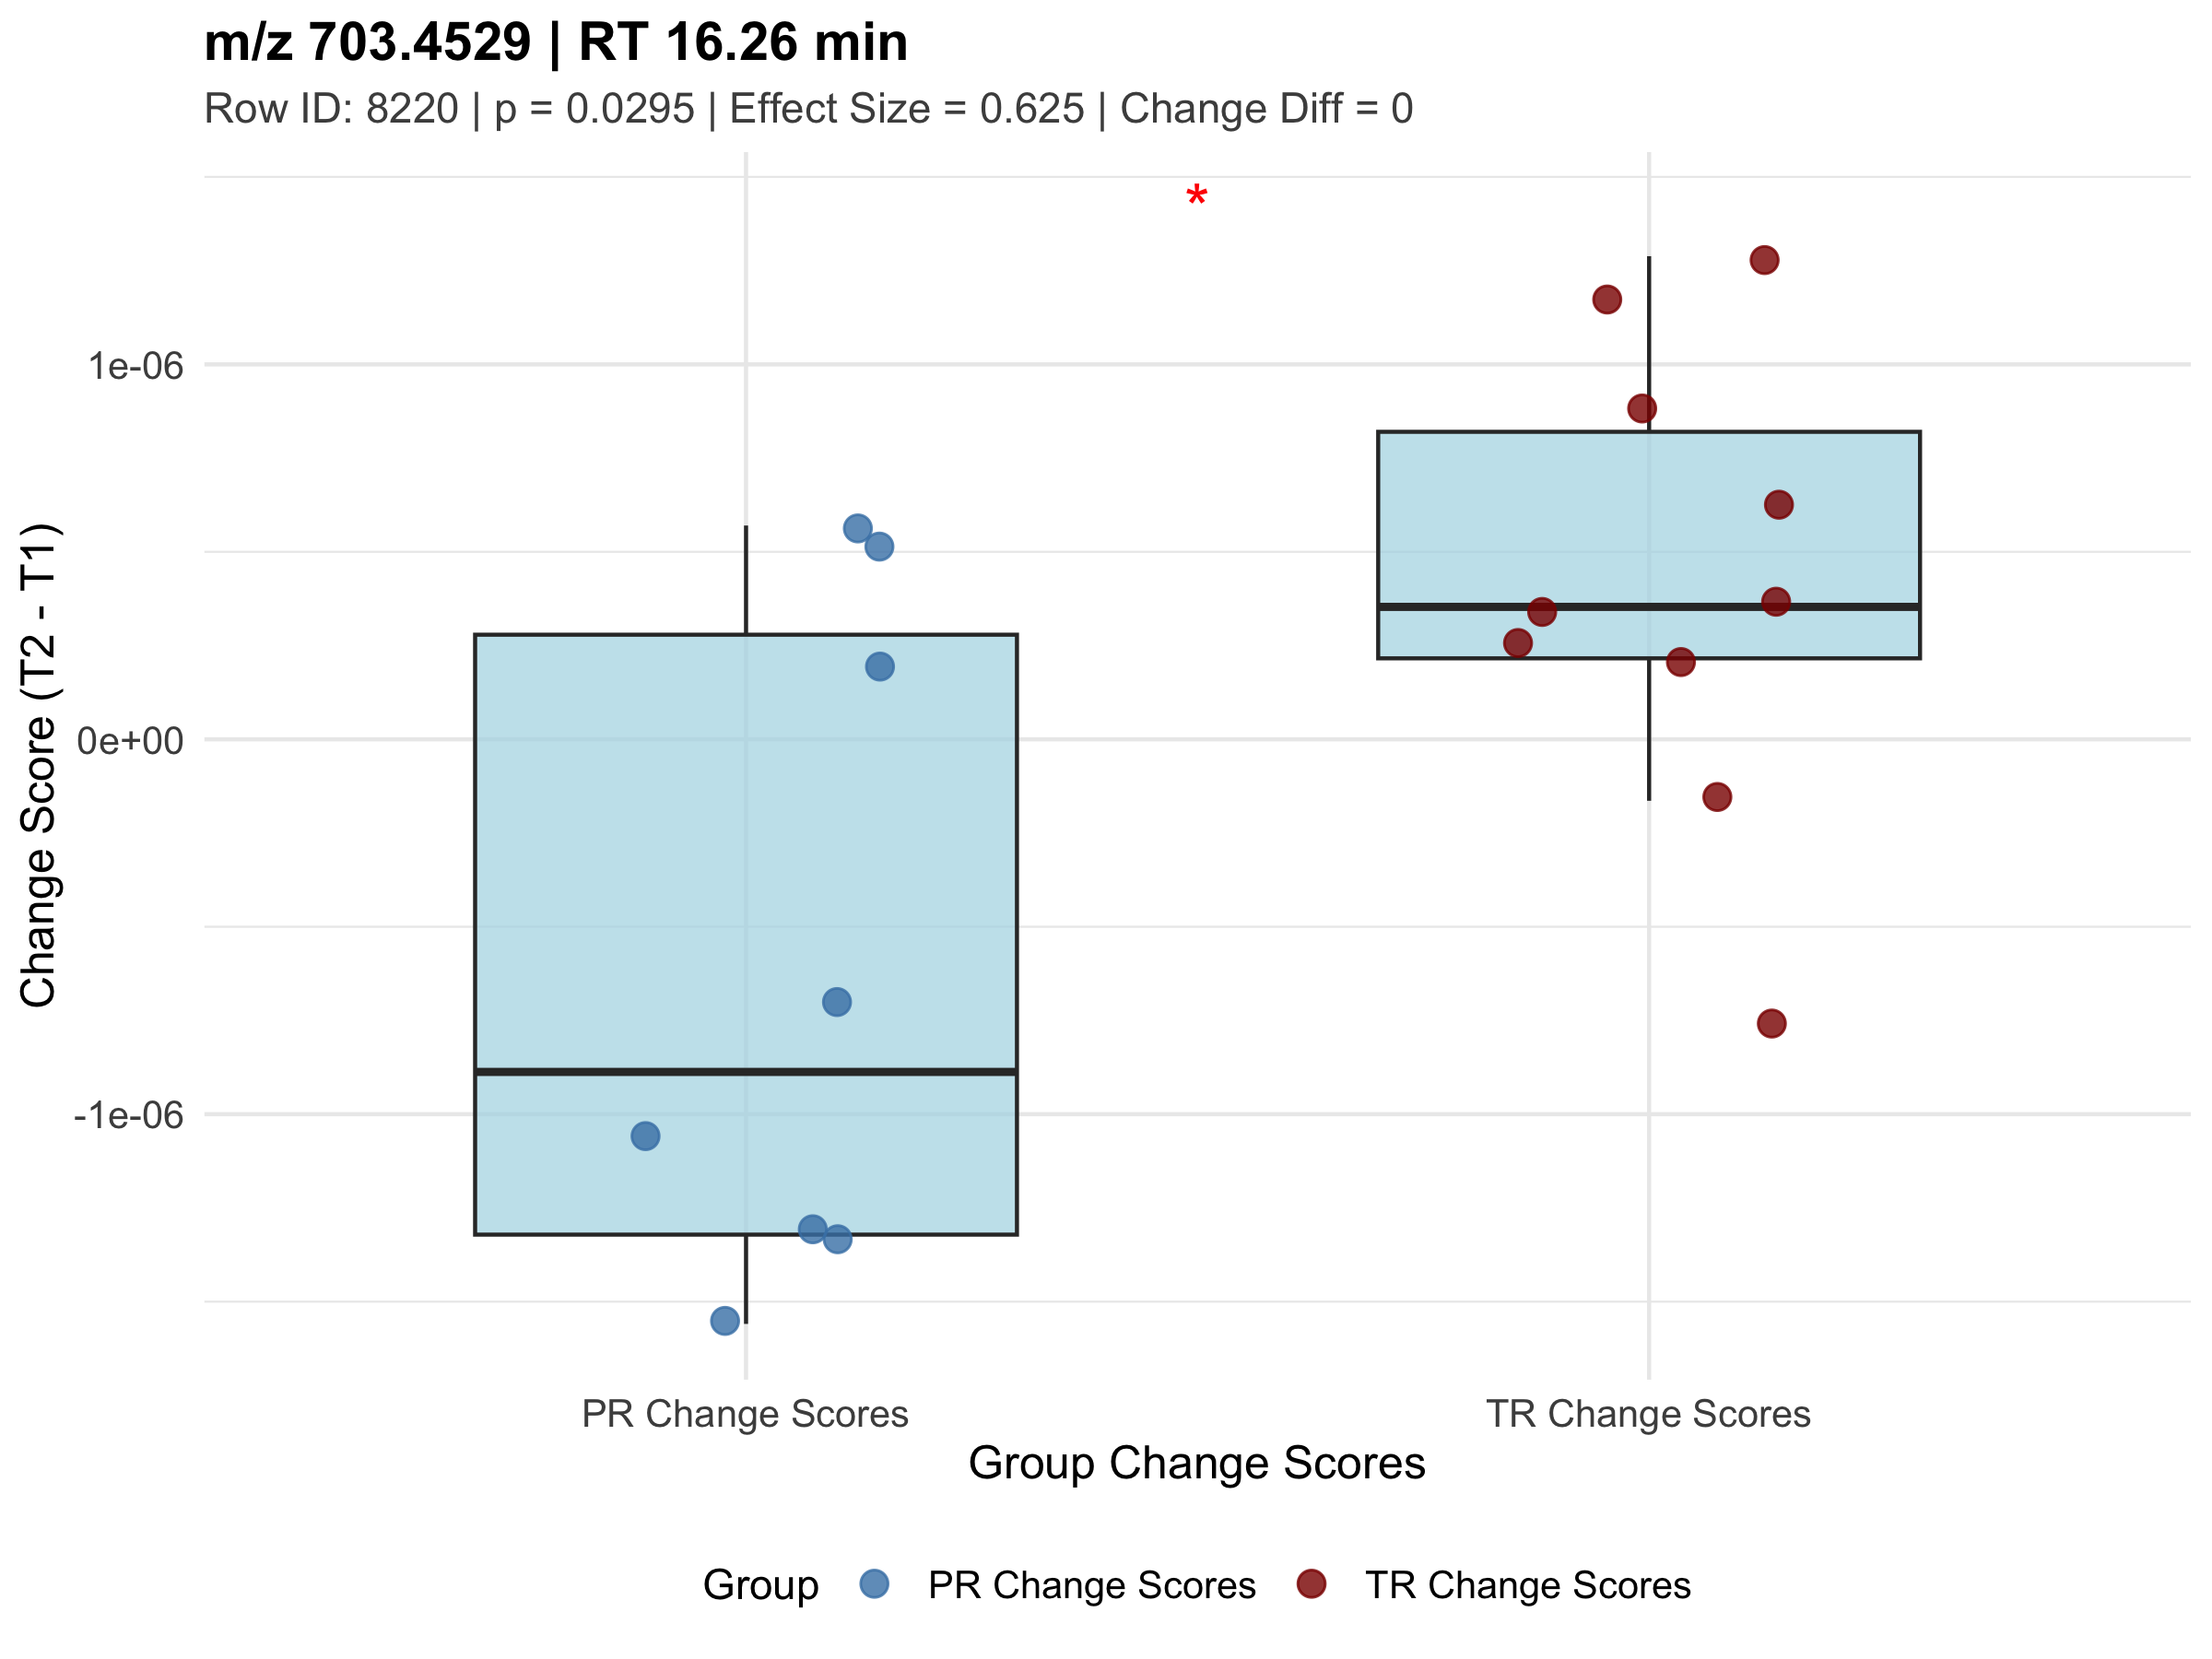 m/z 703.4529 | RT 16.26 min
Row ID: 8220 | p = 0.0295 | Effect Size = 0.625 | Change Diff = 0
*
Change Score (T2 - T1)
1e-06
0e+00
-1e-06
PR Change Scores
TR Change Scores
Group Change Scores
Group
PR Change Scores
TR Change Scores